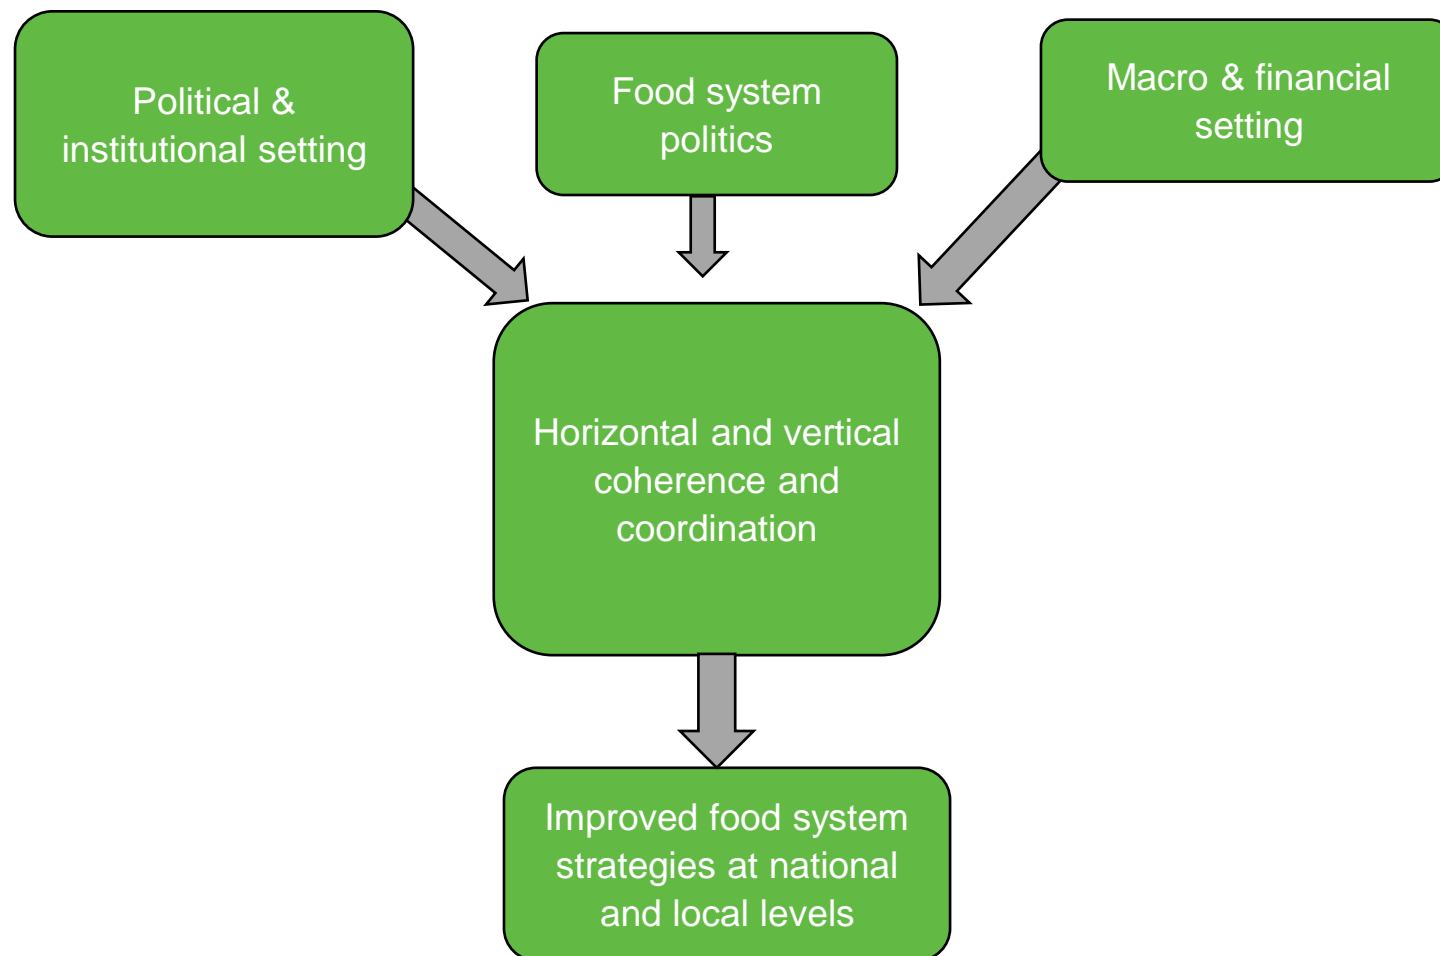 Political &
institutional setting
Food system
politics
Macro & financial
setting
Horizontal and vertical
coherence and
coordination
Improved food system
strategies at national
and local levels